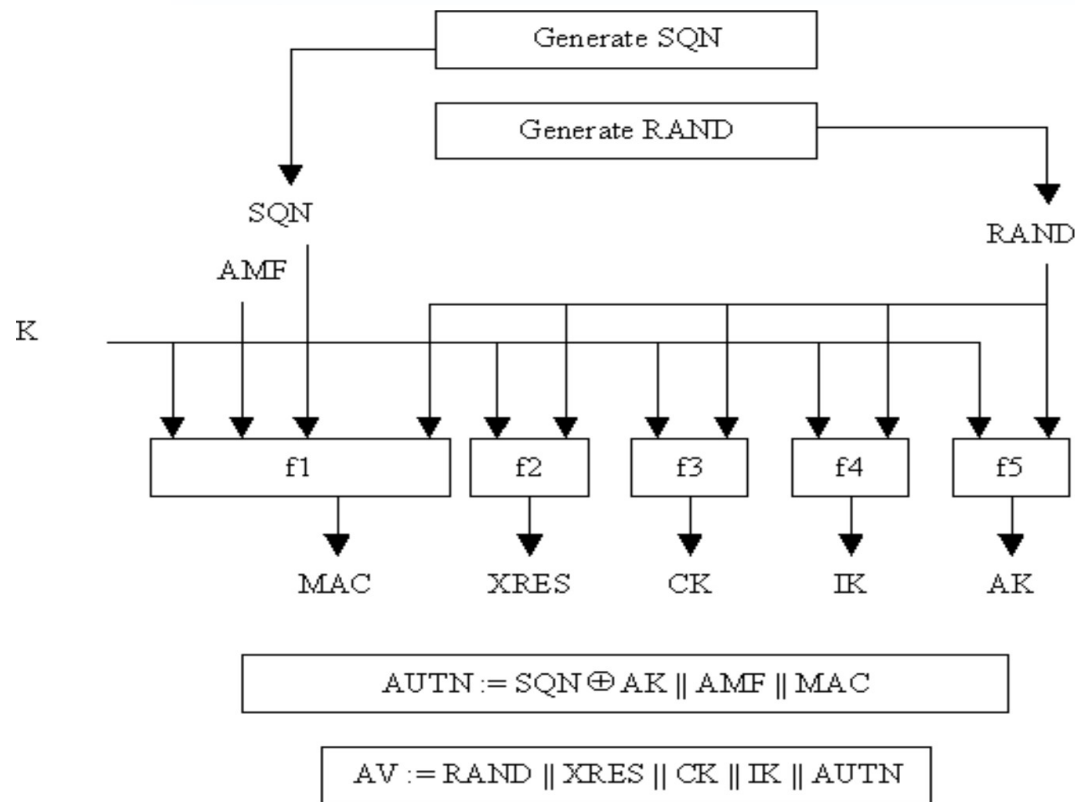 Generate SQN
Generate RAND
SQN
RAND
AMF
K
f1 f2 f3 f4 f5
MAC XRES CK IK AK
AUTN := SQN ⊕ AK || AMF || MAC
AV := RAND || XRES || CK || IK || AUTN